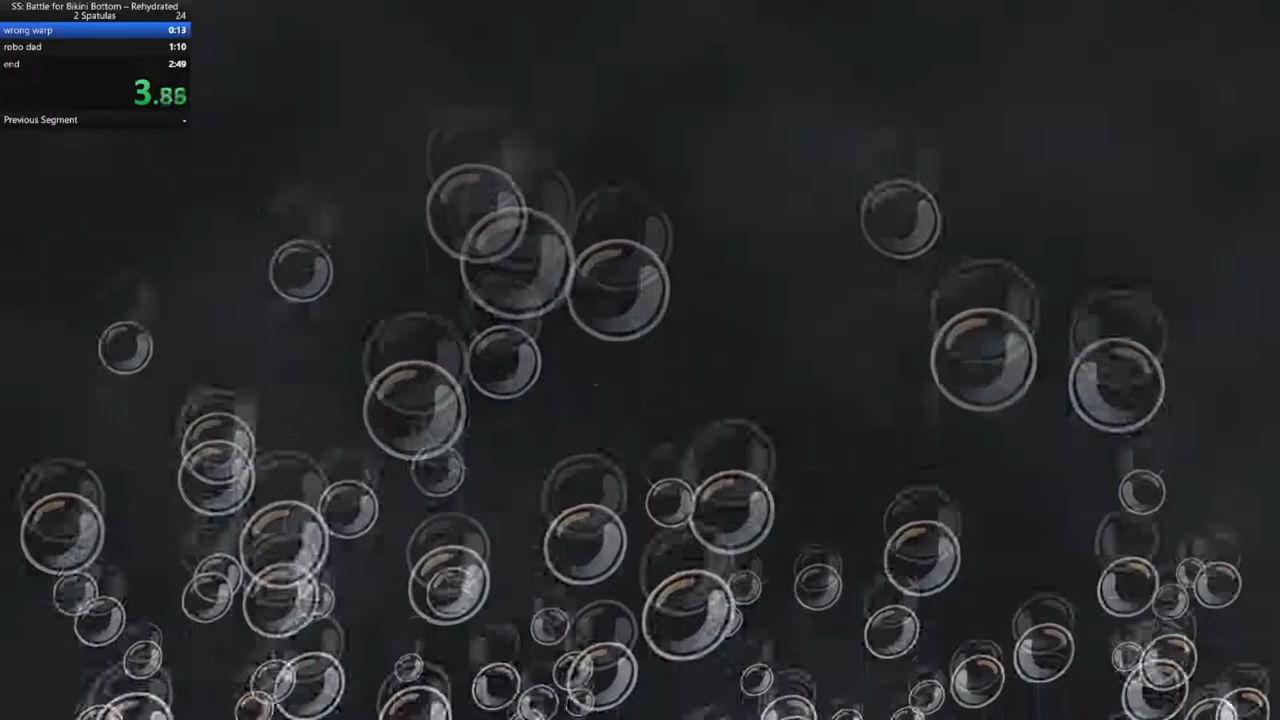 SS: Battle for Bikini Bottom – Rehydrated
2 Spatulas 24
wrong warp 0:13
robo dad 1:10
end 2:49
3.86
Previous Segment -